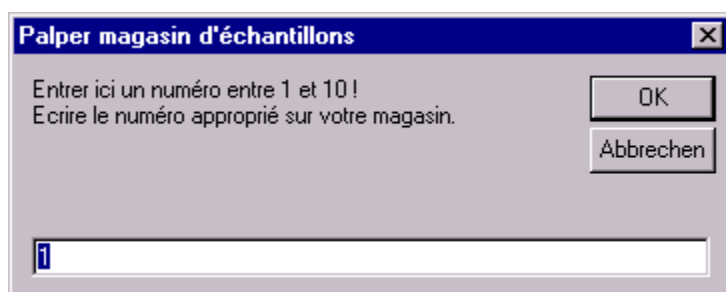 Palper magasin d'échantillons
Entrer ici un numéro entre 1 et 10 !
Ecrire le numéro approprié sur votre magasin.
OK
Abbrechen
1